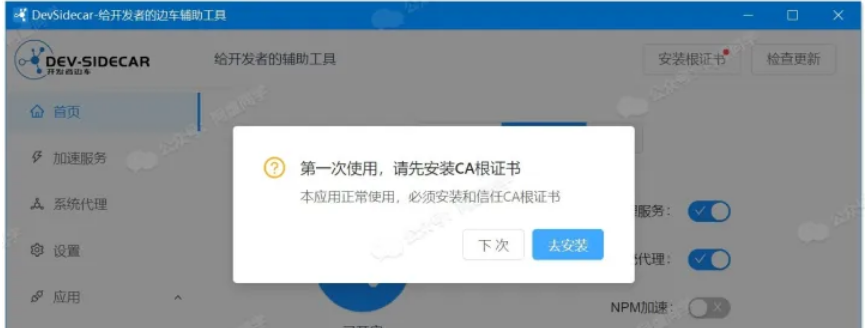 DevSidecar-给开发者的边车辅助工具
DEV-SIDECAR
开发者边车
给开发者的辅助工具
安装根证书
检查更新
首页
加速服务
系统代理
设置
应用
第一次使用，请先安装CA根证书
本应用正常使用，必须安装和信任CA根证书
下 次
去安装
服务：
代理：
NPM加速：